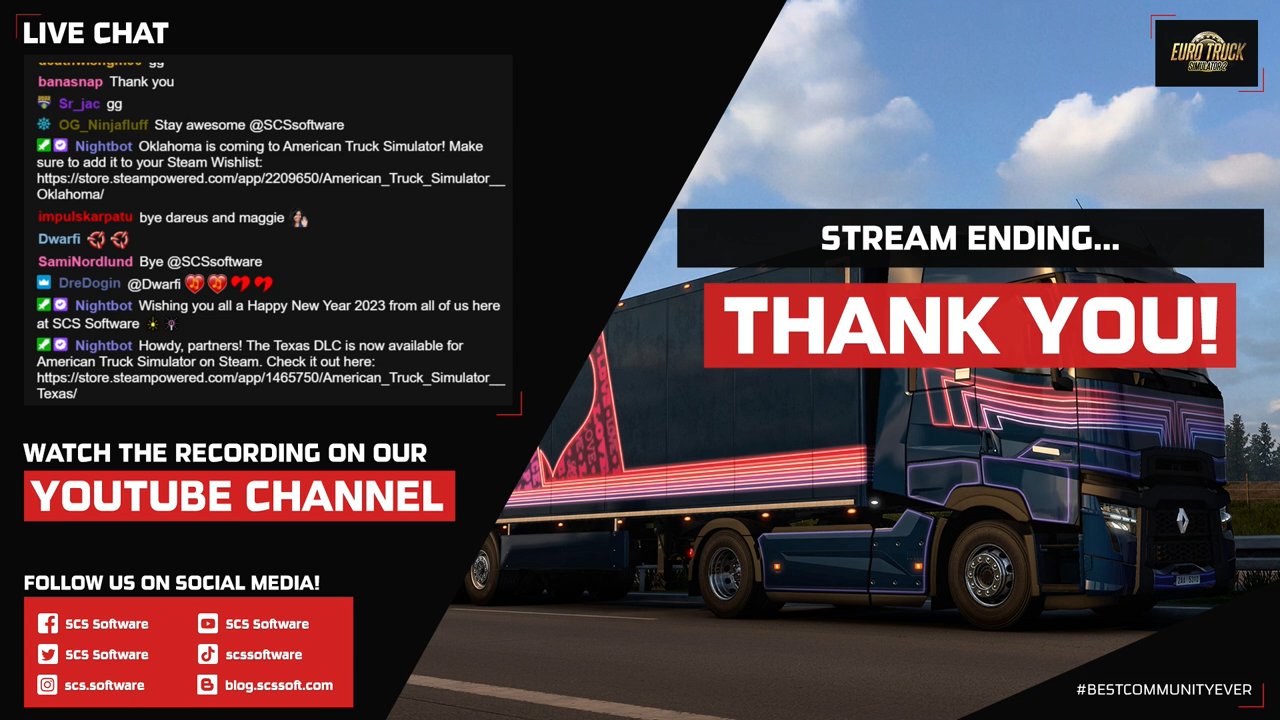 LIVE CHAT
banasnap Thank you
Sr_jac gg
OG_Ninjafluff Stay awesome @SCSsoftware
Nightbot Oklahoma is coming to American Truck Simulator! Make
sure to add it to your Steam Wishlist:
https://store.steampowered.com/app/2209650/American_Truck_Simulator__
Oklahoma/
impulskarpatu bye dareus and maggie
Dwarfi
SamiNordlund Bye @SCSsoftware
DreDogin @Dwarfi
Nightbot Wishing you all a Happy New Year 2023 from all of us here
at SCS Software
Nightbot Howdy, partners! The Texas DLC is now available for
American Truck Simulator on Steam. Check it out here:
https://store.steampowered.com/app/1465750/American_Truck_Simulator__
Texas/
WATCH THE RECORDING ON OUR
YOUTUBE CHANNEL
FOLLOW US ON SOCIAL MEDIA!
SCS Software
SCS Software
SCS Software
scssoftware
scs.software
blog.scssoft.com
EURO TRUCK
SIMULATOR 2
STREAM ENDING...
THANK YOU!
#BESTCOMMUNITYEVER